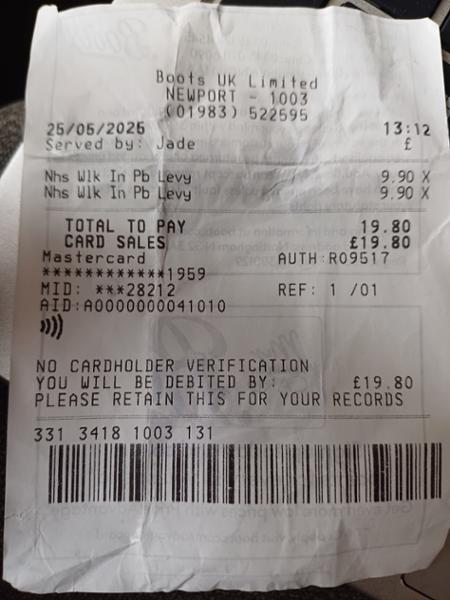 Boots UK Limited
NEWPORT - 1003
(01983) 522595
25/05/2025 13:12
Served by: Jade £
Nhs Wlk In Pb Levy 9.90 X
Nhs Wlk In Pb Levy 9.90 X
TOTAL TO PAY 19.80
CARD SALES £19.80
Mastercard AUTH:R09517
************1959
MID: ***28212 REF: 1 /01
AID:A0000000041010
NO CARDHOLDER VERIFICATION
YOU WILL BE DEBITED BY: £19.80
PLEASE RETAIN THIS FOR YOUR RECORDS
331 3418 1003 131